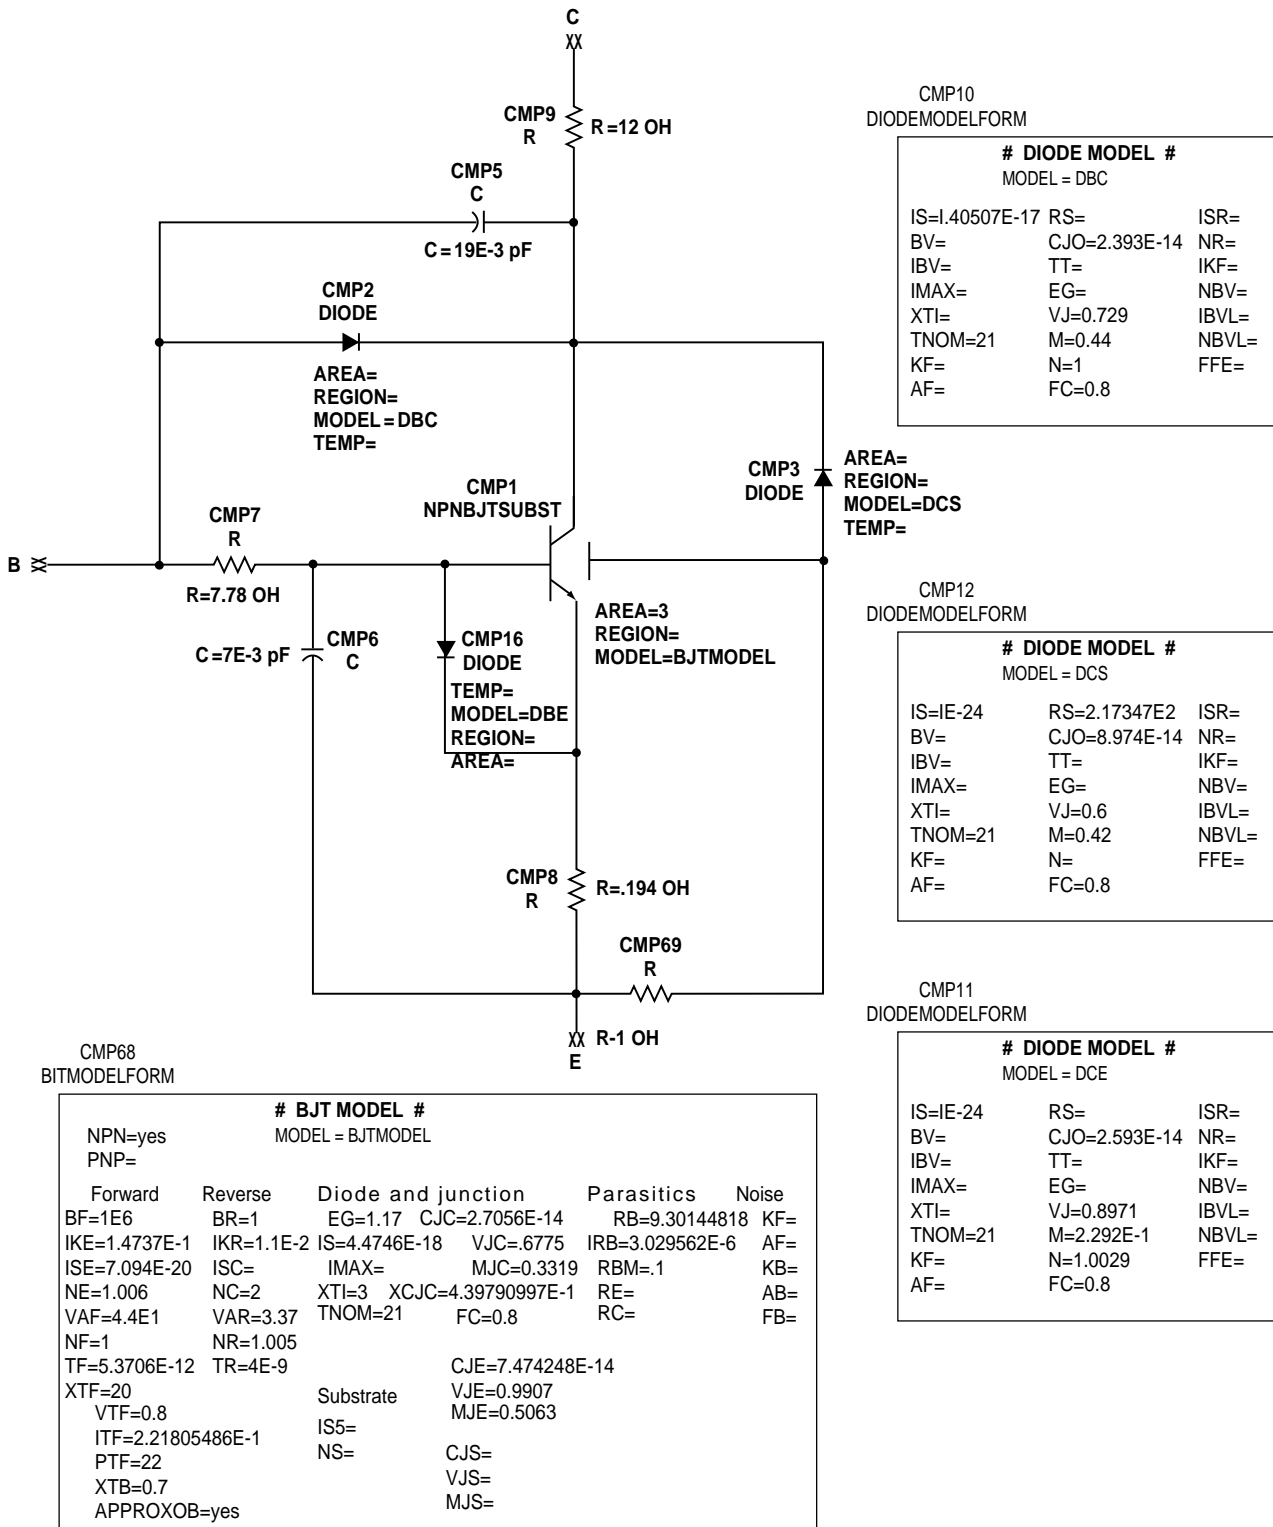 C
CMP9
R
R=12 OH
CMP5
C
C=19E-3 pF
CMP2
DIODE
AREA=
REGION=
MODEL=DBC
TEMP=
CMP1
NPNBJTSUBST
CMP3
DIODE
AREA=
REGION=
MODEL=DCS
TEMP=
CMP7
R
B
R=7.78 OH
C=7E-3 pF
CMP6
C
CMP16
DIODE
TEMP=
MODEL=DBE
REGION=
AREA=
AREA=3
REGION=
MODEL=BJTMODEL
CMP8
R
R=.194 OH
CMP69
R
R-1 OH
E
CMP10
DIODEMODELFORM
# DIODE MODEL #
MODEL = DBC
IS=I.40507E-17 RS= ISR=
BV= CJO=2.393E-14 NR=
IBV= TT= IKF=
IMAX= EG= NBV=
XTI= VJ=0.729 IBVL=
TNOM=21 M=0.44 NBVL=
KF= N=1 FFE=
AF= FC=0.8
CMP12
DIODEMODELFORM
# DIODE MODEL #
MODEL = DCS
IS=IE-24 RS=2.17347E2 ISR=
BV= CJO=8.974E-14 NR=
IBV= TT= IKF=
IMAX= EG= NBV=
XTI= VJ=0.6 IBVL=
TNOM=21 M=0.42 NBVL=
KF= N= FFE=
AF= FC=0.8
CMP11
DIODEMODELFORM
# DIODE MODEL #
MODEL = DCE
IS=IE-24 RS= ISR=
BV= CJO=2.593E-14 NR=
IBV= TT= IKF=
IMAX= EG= NBV=
XTI= VJ=0.8971 IBVL=
TNOM=21 M=2.292E-1 NBVL=
KF= N=1.0029 FFE=
AF= FC=0.8
CMP68
BITMODELFORM
# BJT MODEL #
NPN=yes MODEL = BJTMODEL
PNP=
Forward Reverse Diode and junction Parasitics Noise
BF=1E6 BR=1 EG=1.17 CJC=2.7056E-14 RB=9.30144818 KF=
IKE=1.4737E-1 IKR=1.1E-2 IS=4.4746E-18 VJC=.6775 IRB=3.029562E-6 AF=
ISE=7.094E-20 ISC= IMAX= MJC=0.3319 RBM=.1 KB=
NE=1.006 NC=2 XTI=3 XCJC=4.39790997E-1 RE= AB=
VAF=4.4E1 VAR=3.37 TNOM=21 FC=0.8 RC= FB=
NF=1 NR=1.005
TF=5.3706E-12 TR=4E-9 CJE=7.474248E-14
XTF=20 Substrate VJE=0.9907
VTF=0.8 MJE=0.5063
ITF=2.21805486E-1 IS5=
PTF=22 NS= CJS=
XTB=0.7 VJS=
APPROXOB=yes MJS=